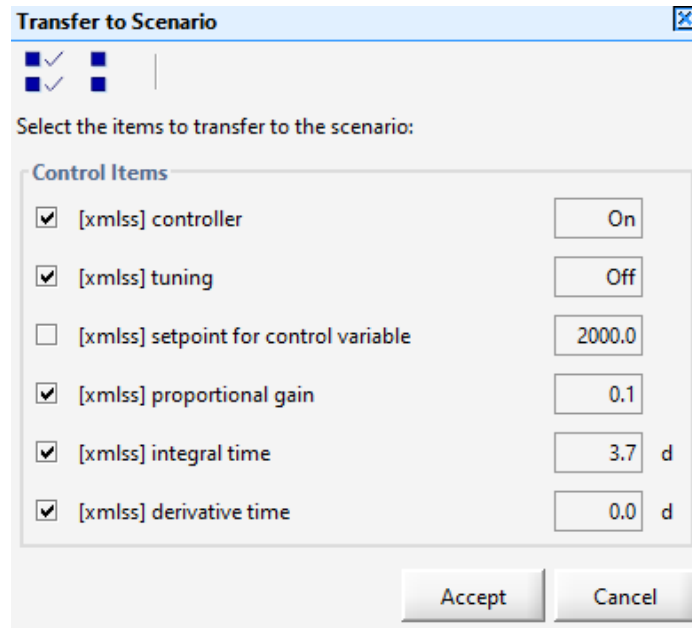 Transfer to Scenario
Select the items to transfer to the scenario:
Control Items
[xmlss] controller On
[xmlss] tuning Off
[xmlss] setpoint for control variable 2000.0
[xmlss] proportional gain 0.1
[xmlss] integral time 3.7 d
[xmlss] derivative time 0.0 d
Accept Cancel